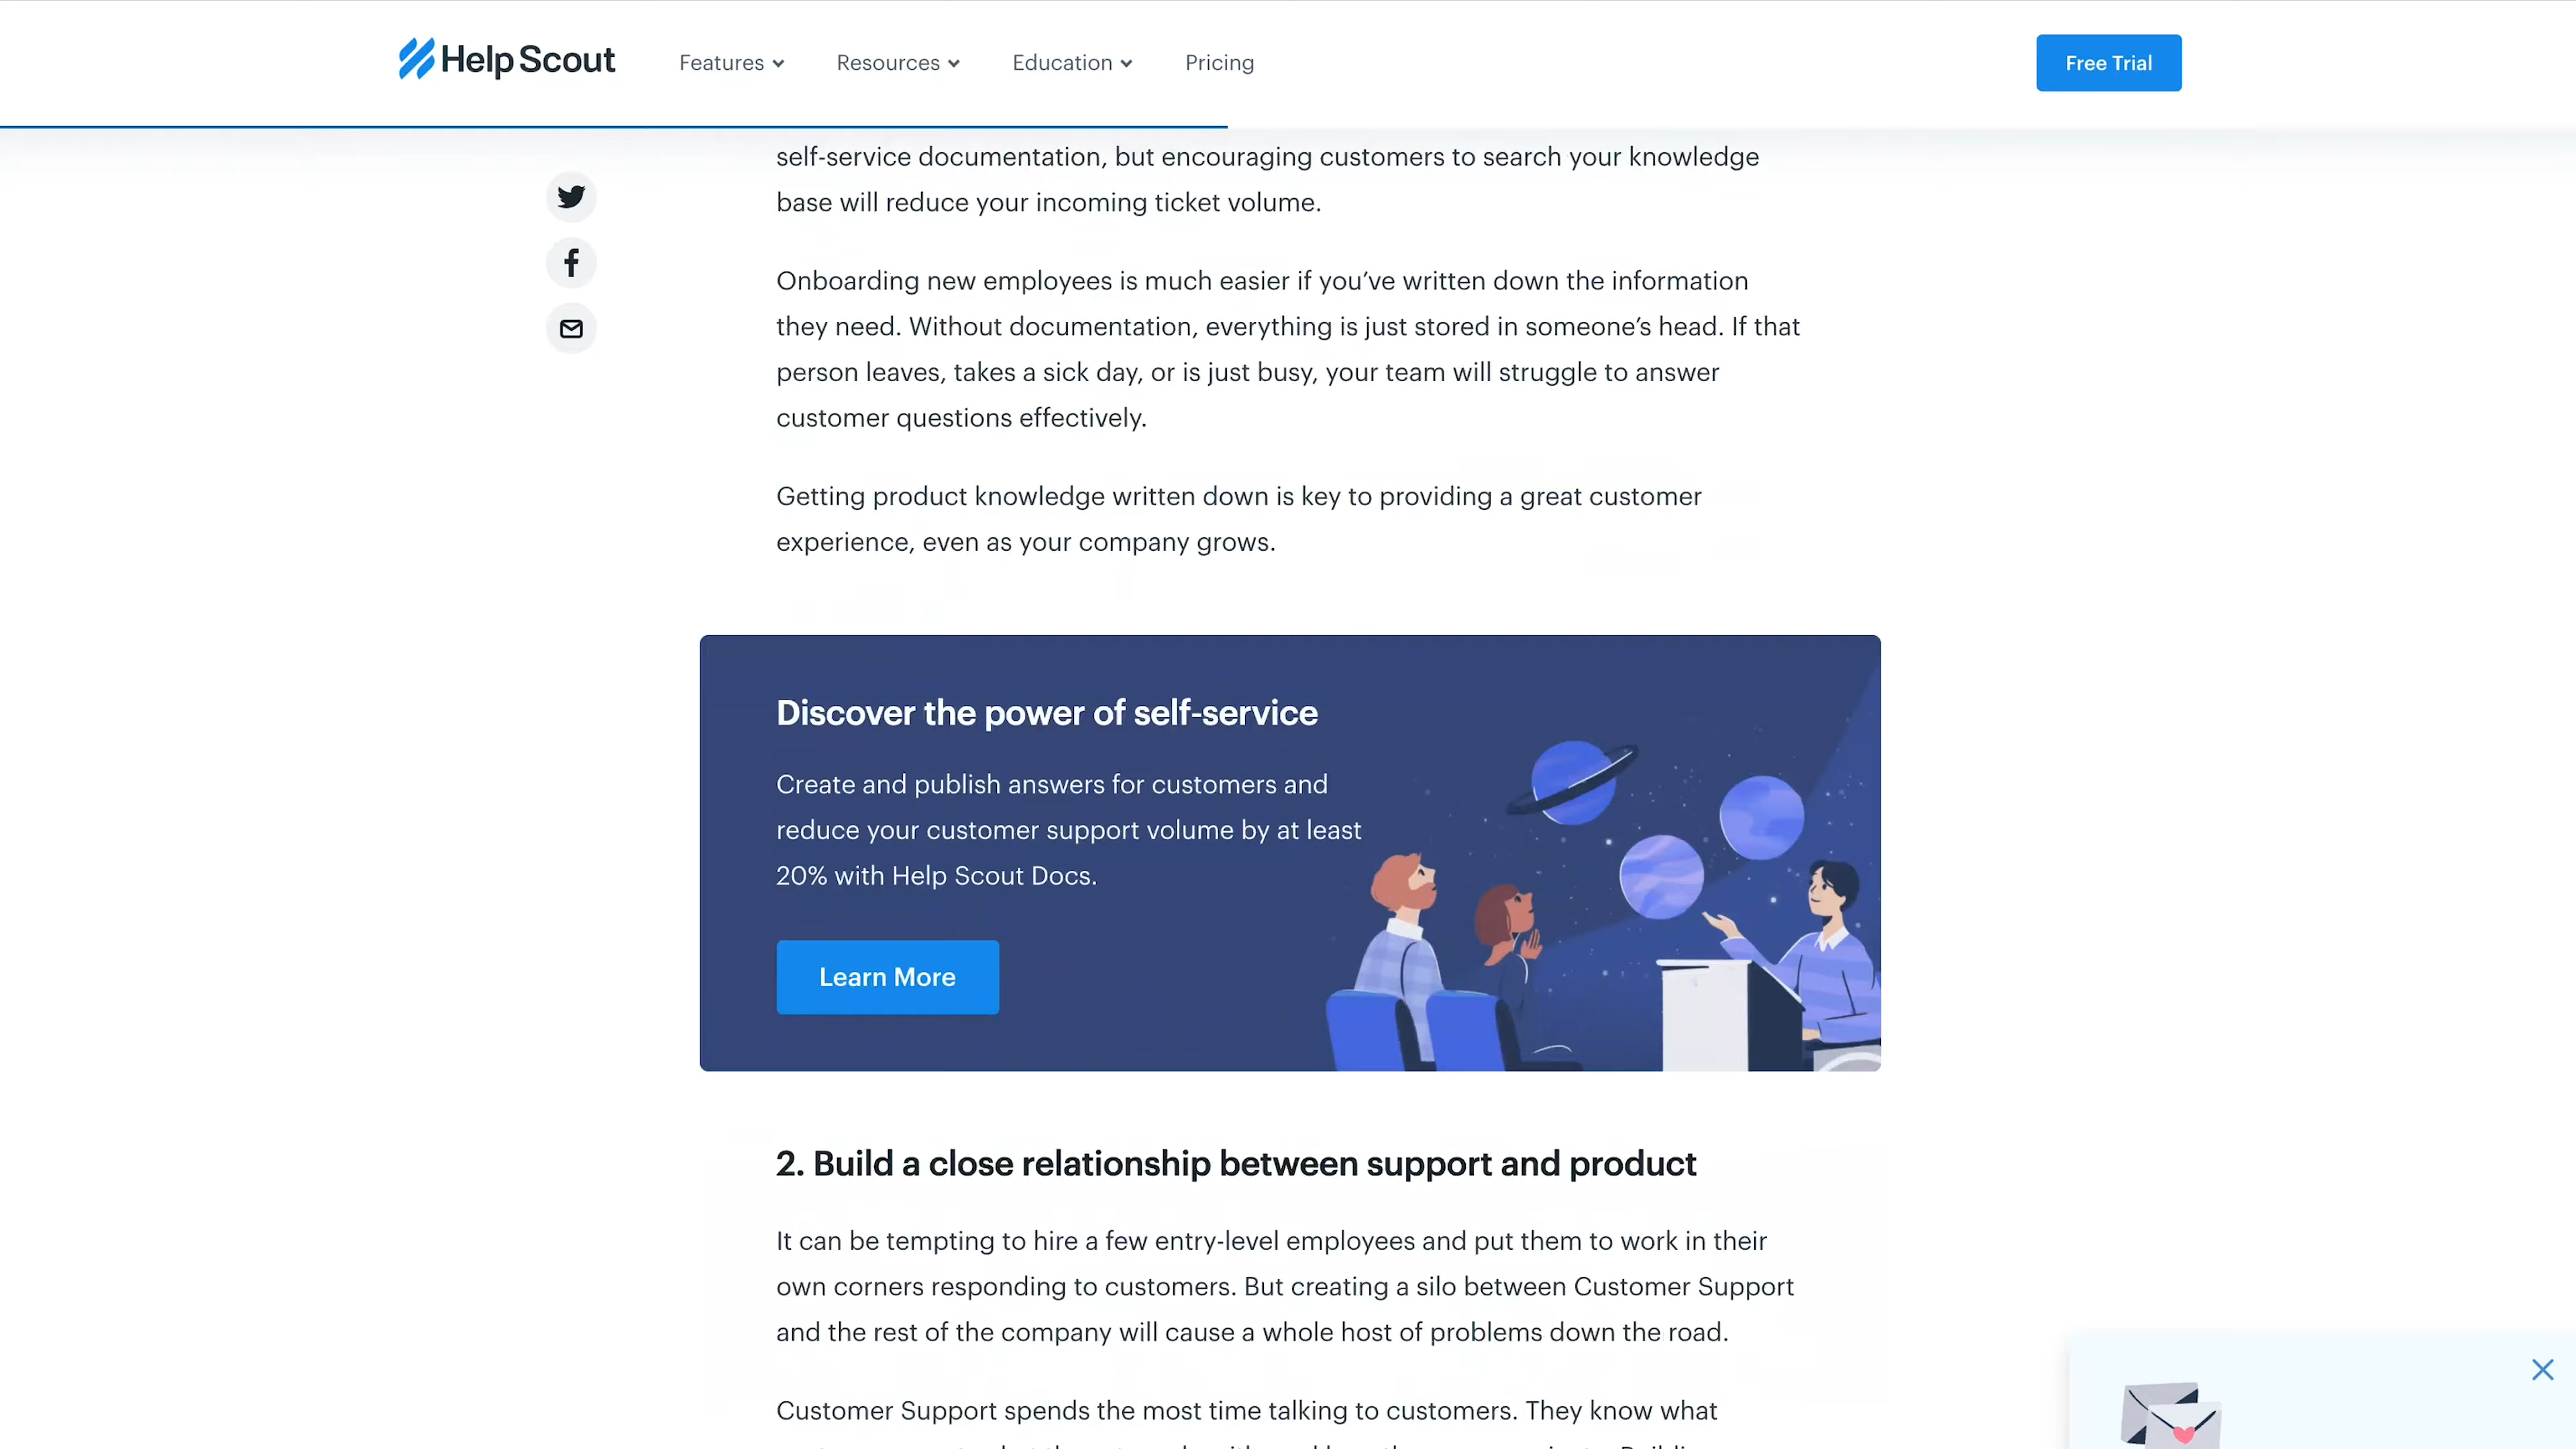 Help Scout
Features
Resources
Education
Pricing
Free Trial
self-service documentation, but encouraging customers to search your knowledge
base will reduce your incoming ticket volume.
Onboarding new employees is much easier if you’ve written down the information
they need. Without documentation, everything is just stored in someone’s head. If that
person leaves, takes a sick day, or is just busy, your team will struggle to answer
customer questions effectively.
Getting product knowledge written down is key to providing a great customer
experience, even as your company grows.
Discover the power of self-service
Create and publish answers for customers and
reduce your customer support volume by at least
20% with Help Scout Docs.
Learn More
2. Build a close relationship between support and product
It can be tempting to hire a few entry-level employees and put them to work in their
own corners responding to customers. But creating a silo between Customer Support
and the rest of the company will cause a whole host of problems down the road.
Customer Support spends the most time talking to customers. They know what